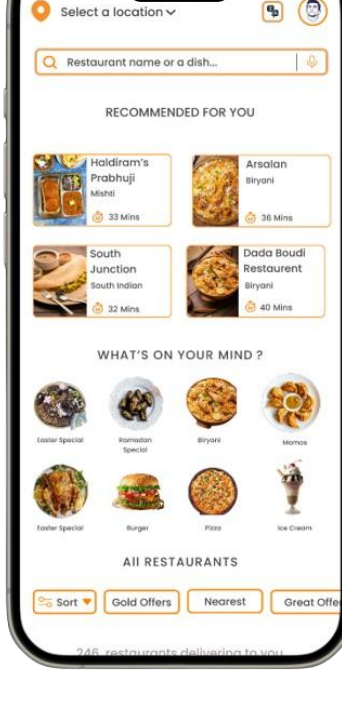 Select a location
Restaurant name or a dish...
RECOMMENDED FOR YOU
Haldiram's
Prabhuji
Mishti
33 Mins
Arsalan
Biryani
36 Mins
South
Junction
South Indian
32 Mins
Dada Boudi
Restaurent
Biryani
40 Mins
WHAT'S ON YOUR MIND ?
Easter Special
Ramadan
Special
Biryani
Momos
Easter Special
Burger
Pizza
Ice Cream
All RESTAURANTS
Sort
Gold Offers
Nearest
Great Offe
246 restaurants delivering to you